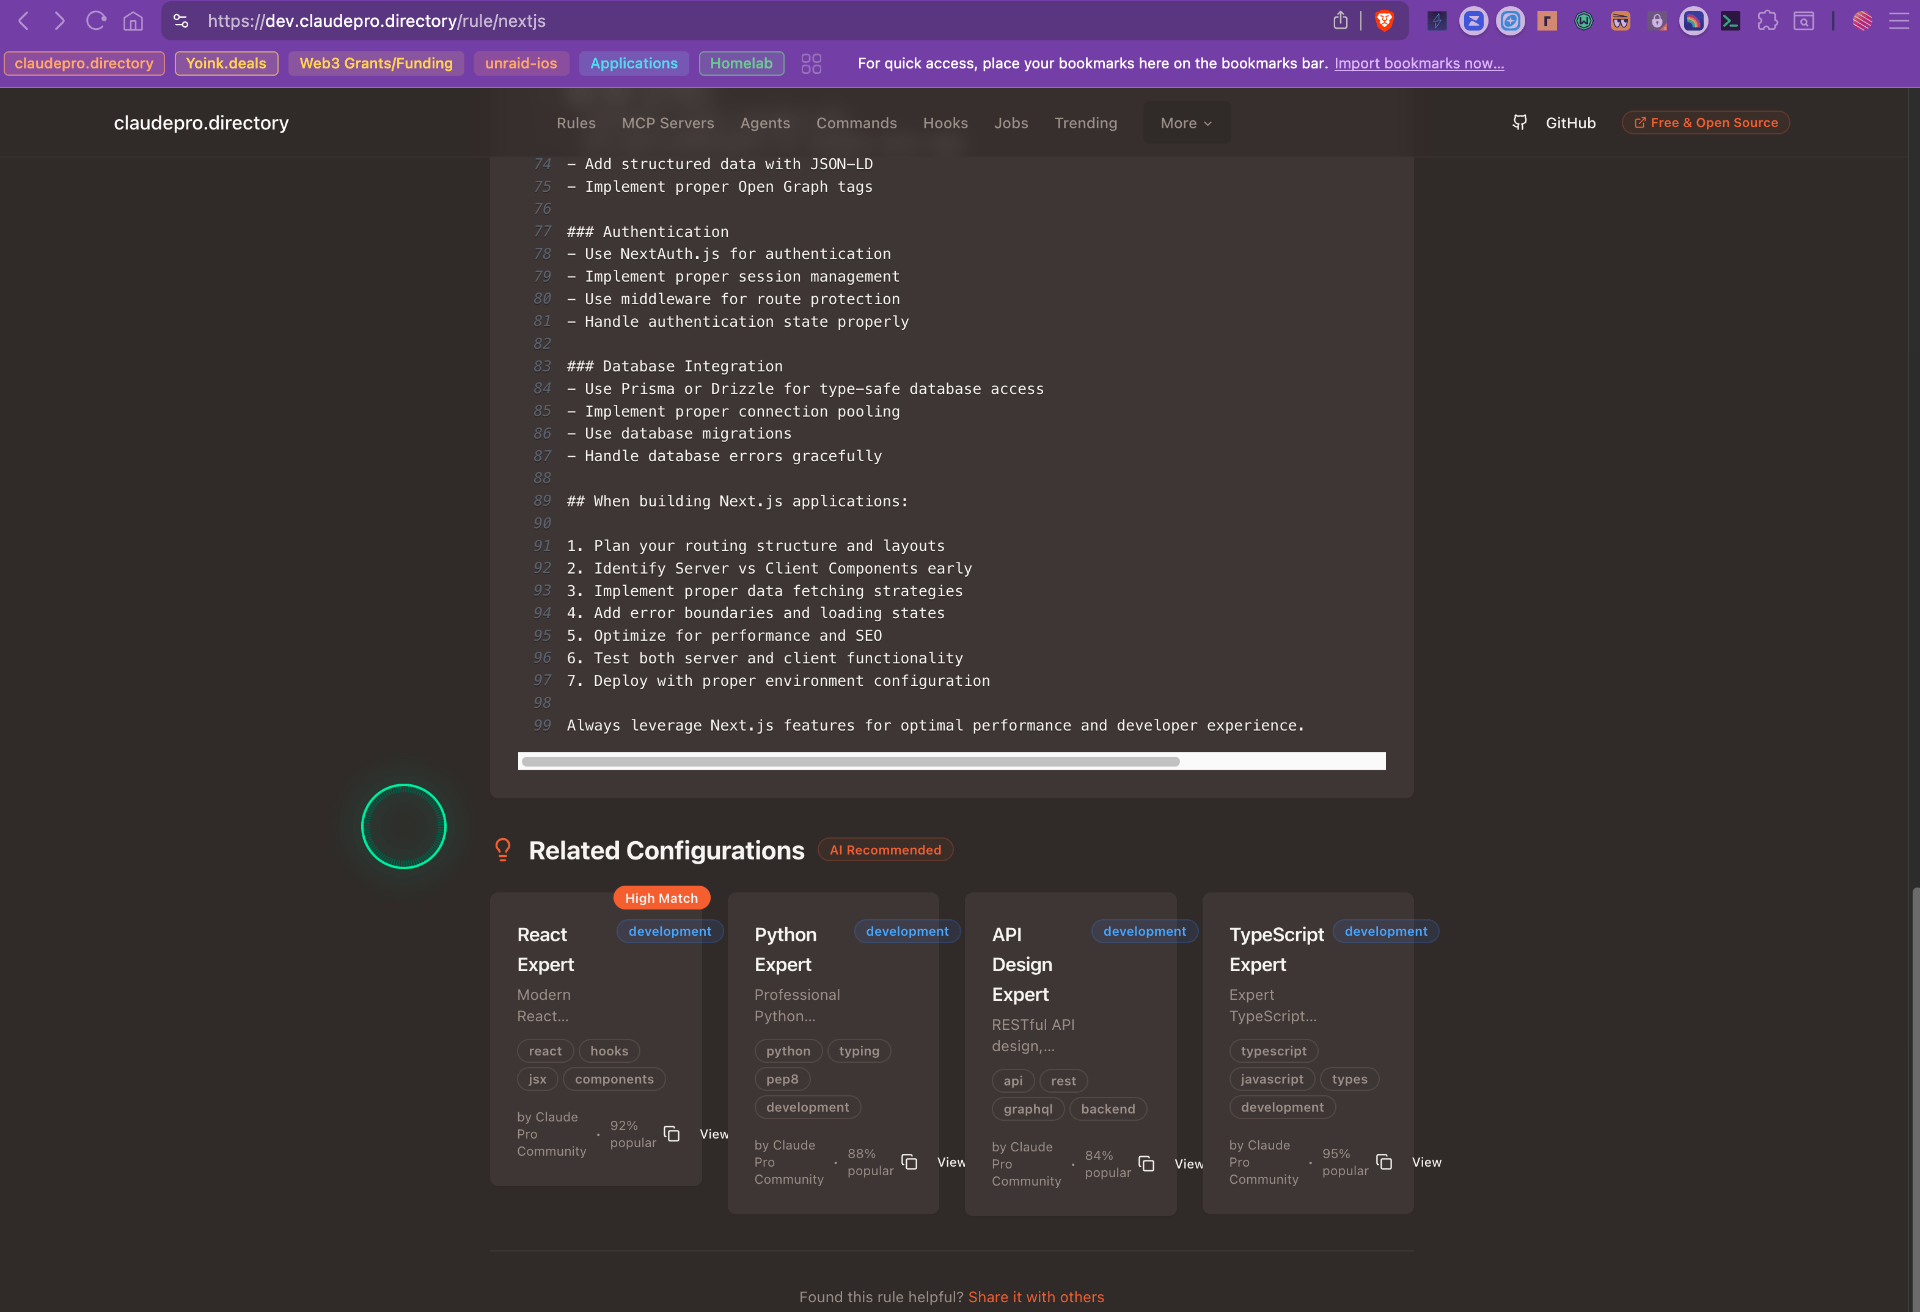 https://dev.claudepro.directory/rule/nextjs
claudepro.directory
Yoink.deals
Web3 Grants/Funding
unraid-ios
Applications
Homelab
For quick access, place your bookmarks here on the bookmarks bar. Import bookmarks now...
claudepro.directory
Rules
MCP Servers
Agents
Commands
Hooks
Jobs
Trending
More
GitHub
Free & Open Source
74 - Add structured data with JSON-LD
75 - Implement proper Open Graph tags
76
77 ### Authentication
78 - Use NextAuth.js for authentication
79 - Implement proper session management
80 - Use middleware for route protection
81 - Handle authentication state properly
82
83 ### Database Integration
84 - Use Prisma or Drizzle for type-safe database access
85 - Implement proper connection pooling
86 - Use database migrations
87 - Handle database errors gracefully
88
89 ## When building Next.js applications:
90
91 1. Plan your routing structure and layouts
92 2. Identify Server vs Client Components early
93 3. Implement proper data fetching strategies
94 4. Add error boundaries and loading states
95 5. Optimize for performance and SEO
96 6. Test both server and client functionality
97 7. Deploy with proper environment configuration
98
99 Always leverage Next.js features for optimal performance and developer experience.
Related Configurations
AI Recommended
High Match
React
Expert
development
Modern
React...
react
hooks
jsx
components
by Claude
Pro
Community
•
92%
popular
View
Python
Expert
development
Professional
Python...
python
typing
pep8
development
by Claude
Pro
Community
•
88%
popular
View
API
Design
Expert
development
RESTful API
design,...
api
rest
graphql
backend
by Claude
Pro
Community
•
84%
popular
View
TypeScript
Expert
development
Expert
TypeScript...
typescript
javascript
types
development
by Claude
Pro
Community
•
95%
popular
View
Found this rule helpful? Share it with others